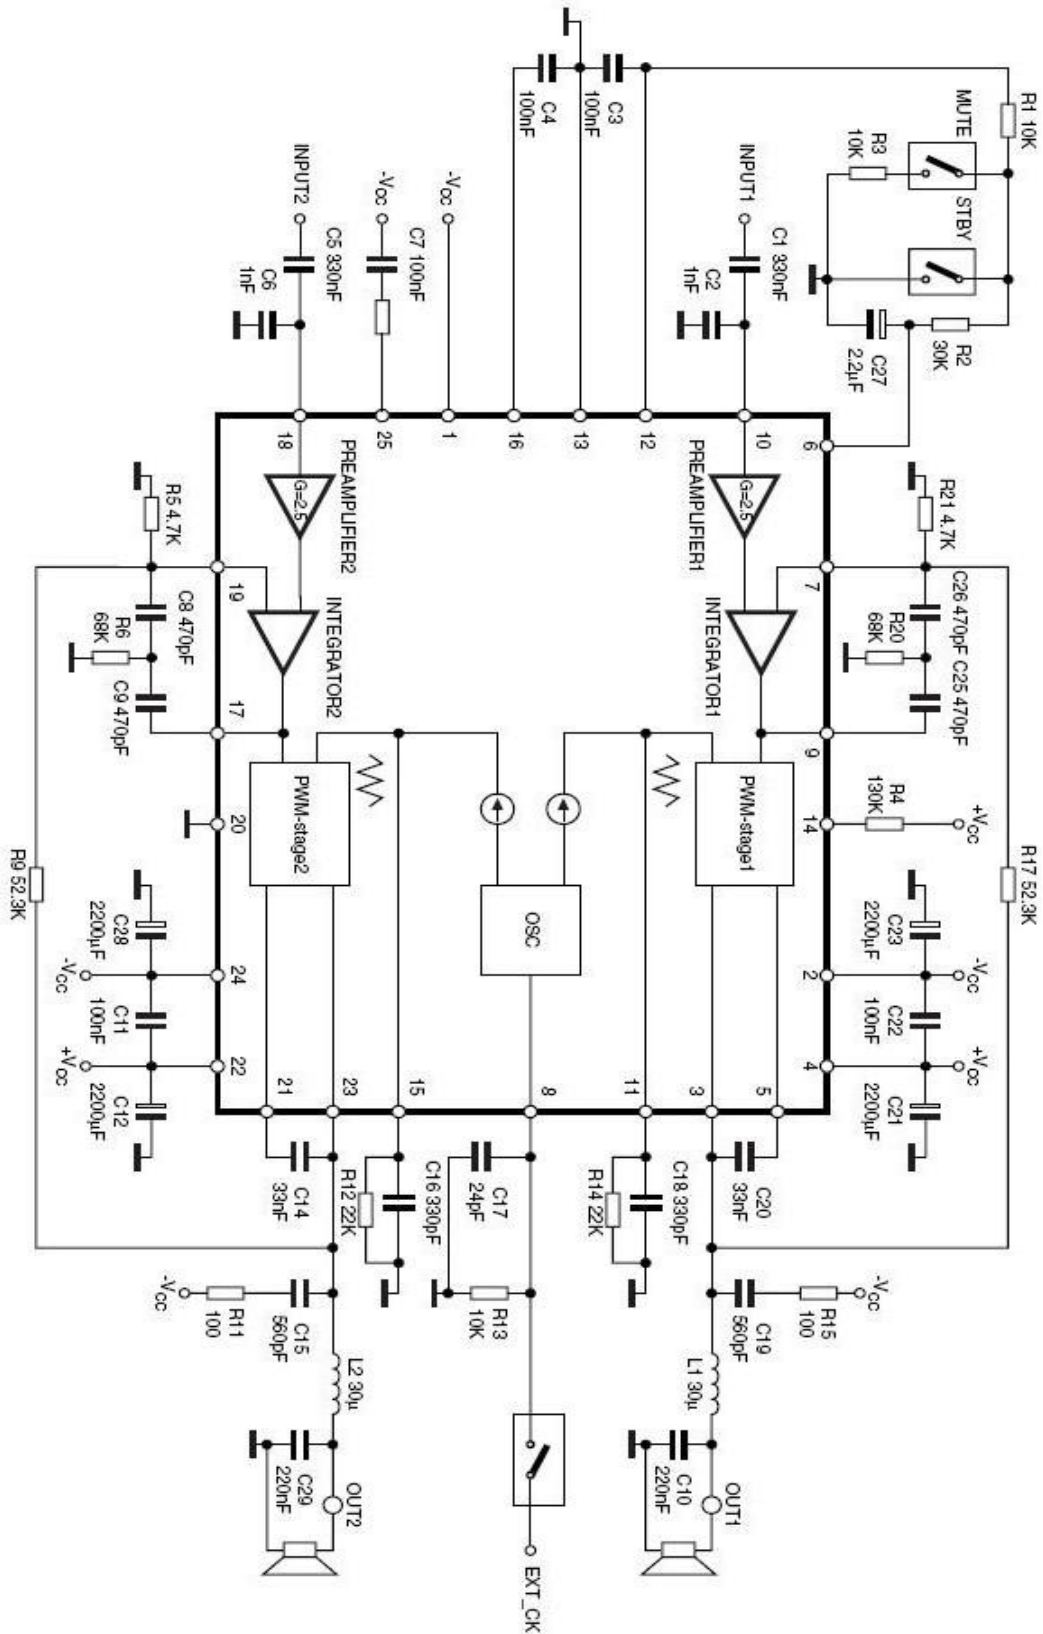 R1 10K
MUTE
STBY
R3
10K
R2
30K
C27
2.2µF
C3
100nF
C4
100nF
INPUT1
C1 330nF
C2
1nF
-VCC
-VCC
C7 100nF
INPUT2
C5 330nF
C6
1nF
6
10
12
13
16
1
25
18
PREAMPLIFIER1
G=2.5
PREAMPLIFIER2
G=2.5
R21 4.7K
C26 470pF
R20
68K
C25 470pF
7
9
INTEGRATOR1
INTEGRATOR2
R5 4.7K
19
C8 470pF
R6
68K
C9 470pF
17
R4
130K
+VCC
14
R17 52.3K
PWM-stage1
OSC
PWM-stage2
20
R9 52.3K
C23
2200µF
-VCC
C22
100nF
+VCC
C21
2200µF
2
4
C28
2200µF
-VCC
C11
100nF
+VCC
C12
2200µF
24
22
5
3
11
8
15
23
21
C20
33nF
C18 330pF
R14 22K
C17
24pF
C16 330pF
R12 22K
C14
33nF
-VCC
R15
100
C19
560pF
R13
10K
C15
560pF
R11
100
-VCC
L1 30µ
L2 30µ
OUT1
C10
220nF
OUT2
C29
220nF
EXT_CK